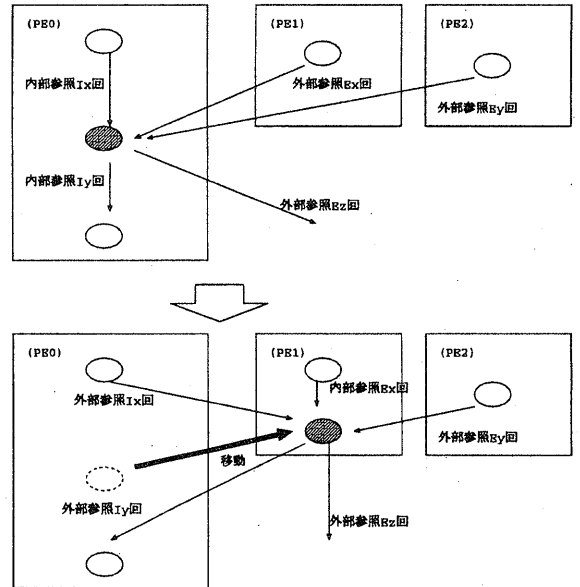 (PE0)
(PE1)
(PE2)
内部参照Ix回
外部参照Ex回
外部参照Ey回
内部参照Iy回
外部参照Ez回
(PE0)
(PE1)
(PE2)
外部参照Ix回
内部参照Ex回
外部参照Ey回
移動
外部参照Iy回
外部参照Ez回